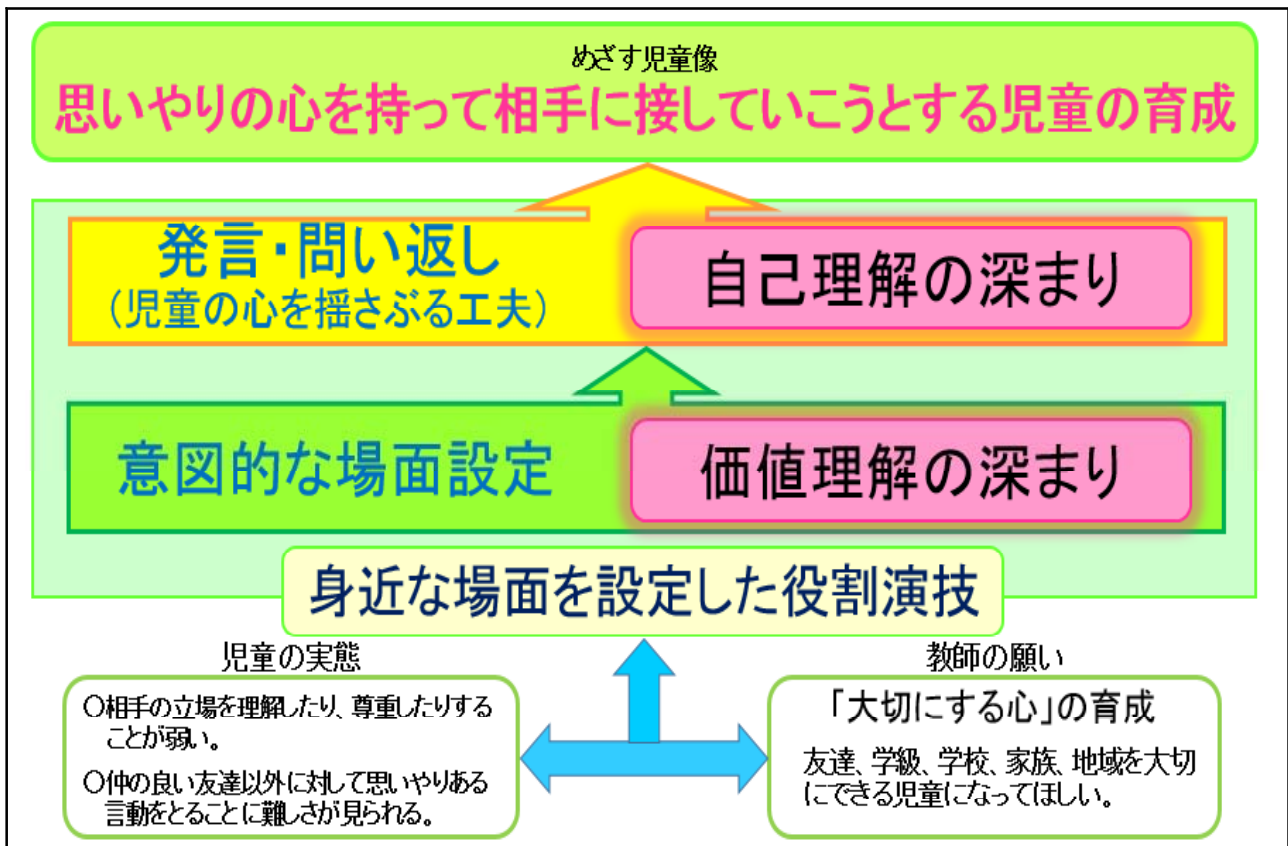 めざす児童像
思いやりの心を持って相手に接していこうとする児童の育成
発言・問い返し
(児童の心を揺さぶる工夫)
自己理解の深まり
意図的な場面設定
価値理解の深まり
身近な場面を設定した役割演技
児童の実態
○相手の立場を理解したり、尊重したりする
ことが弱い。
○仲の良い友達以外に対して思いやりある
言動をとることに難しさが見られる。
教師の願い
「大切にする心」の育成
友達、学級、学校、家族、地域を大切
にできる児童になってほしい。